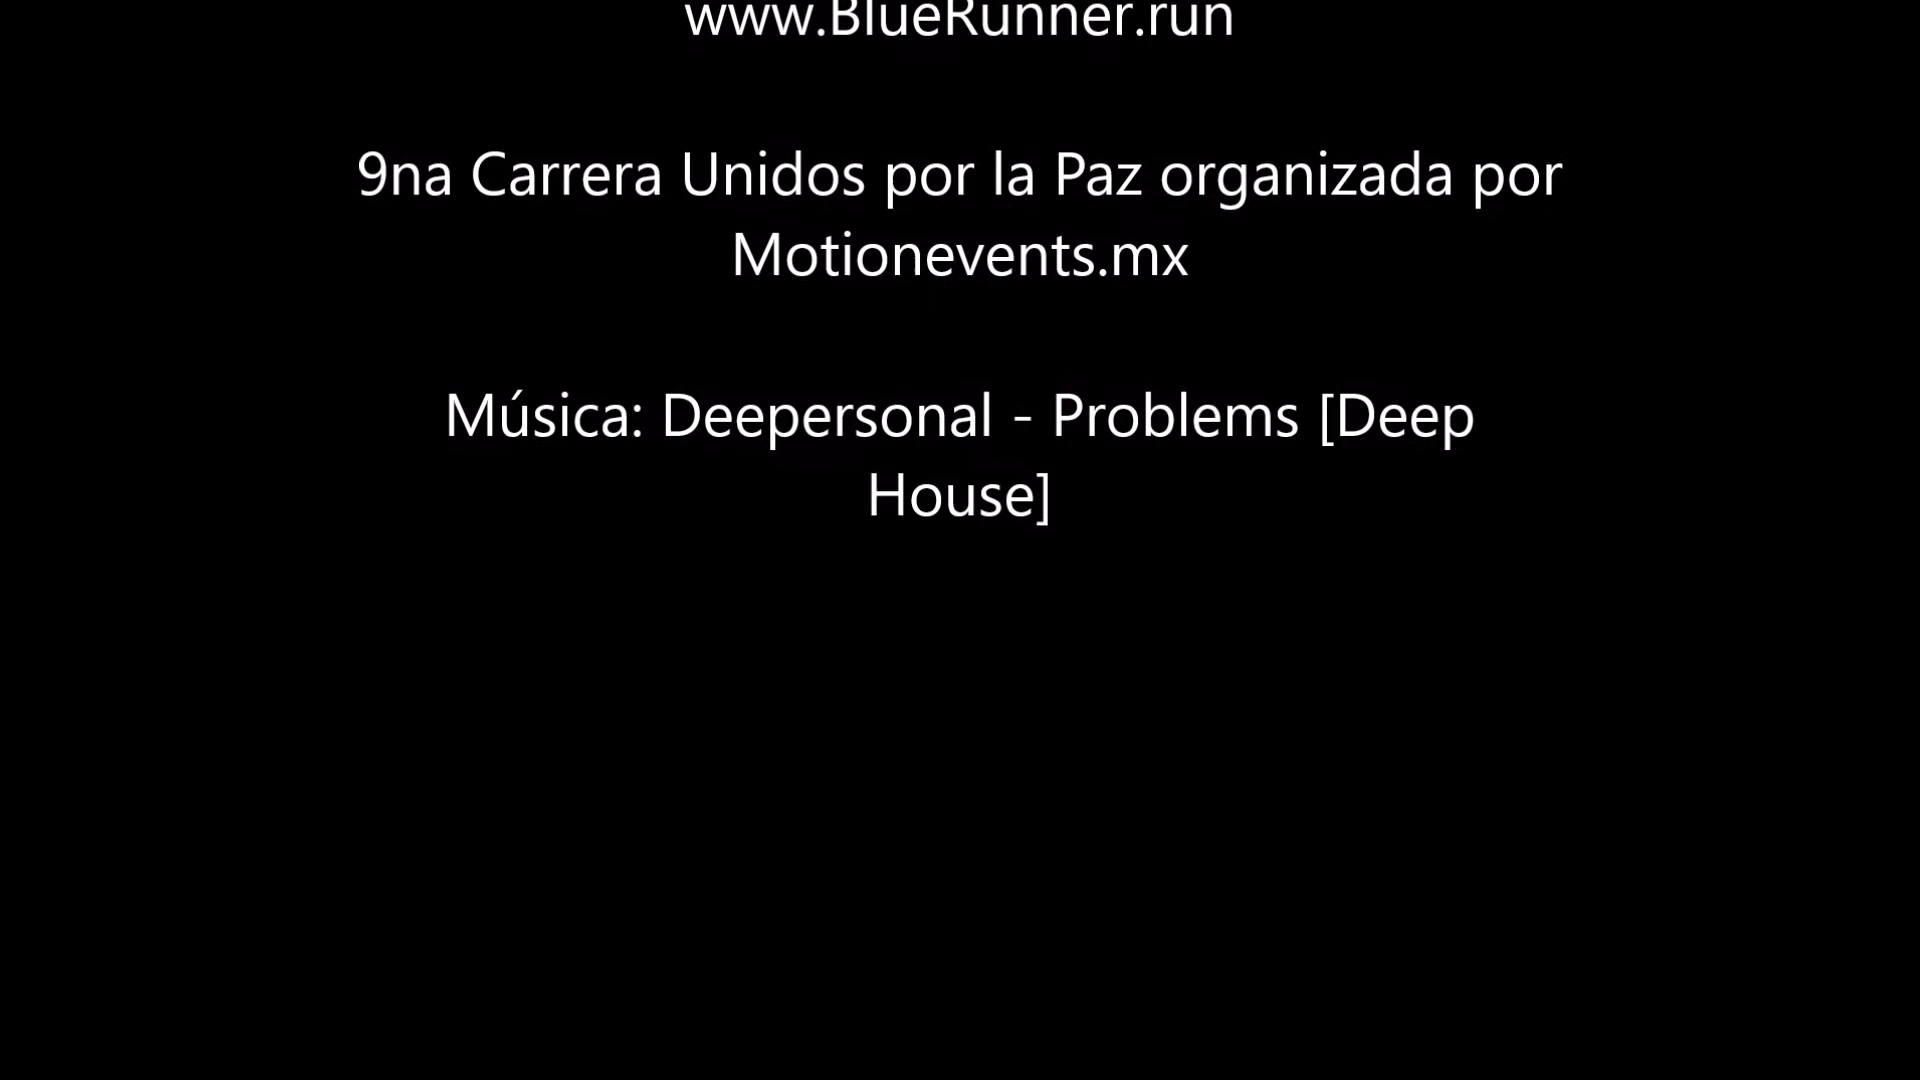 www.BlueRunner.run
9na Carrera Unidos por la Paz organizada por
Motionevents.mx
Música: Deepersonal - Problems [Deep
House]